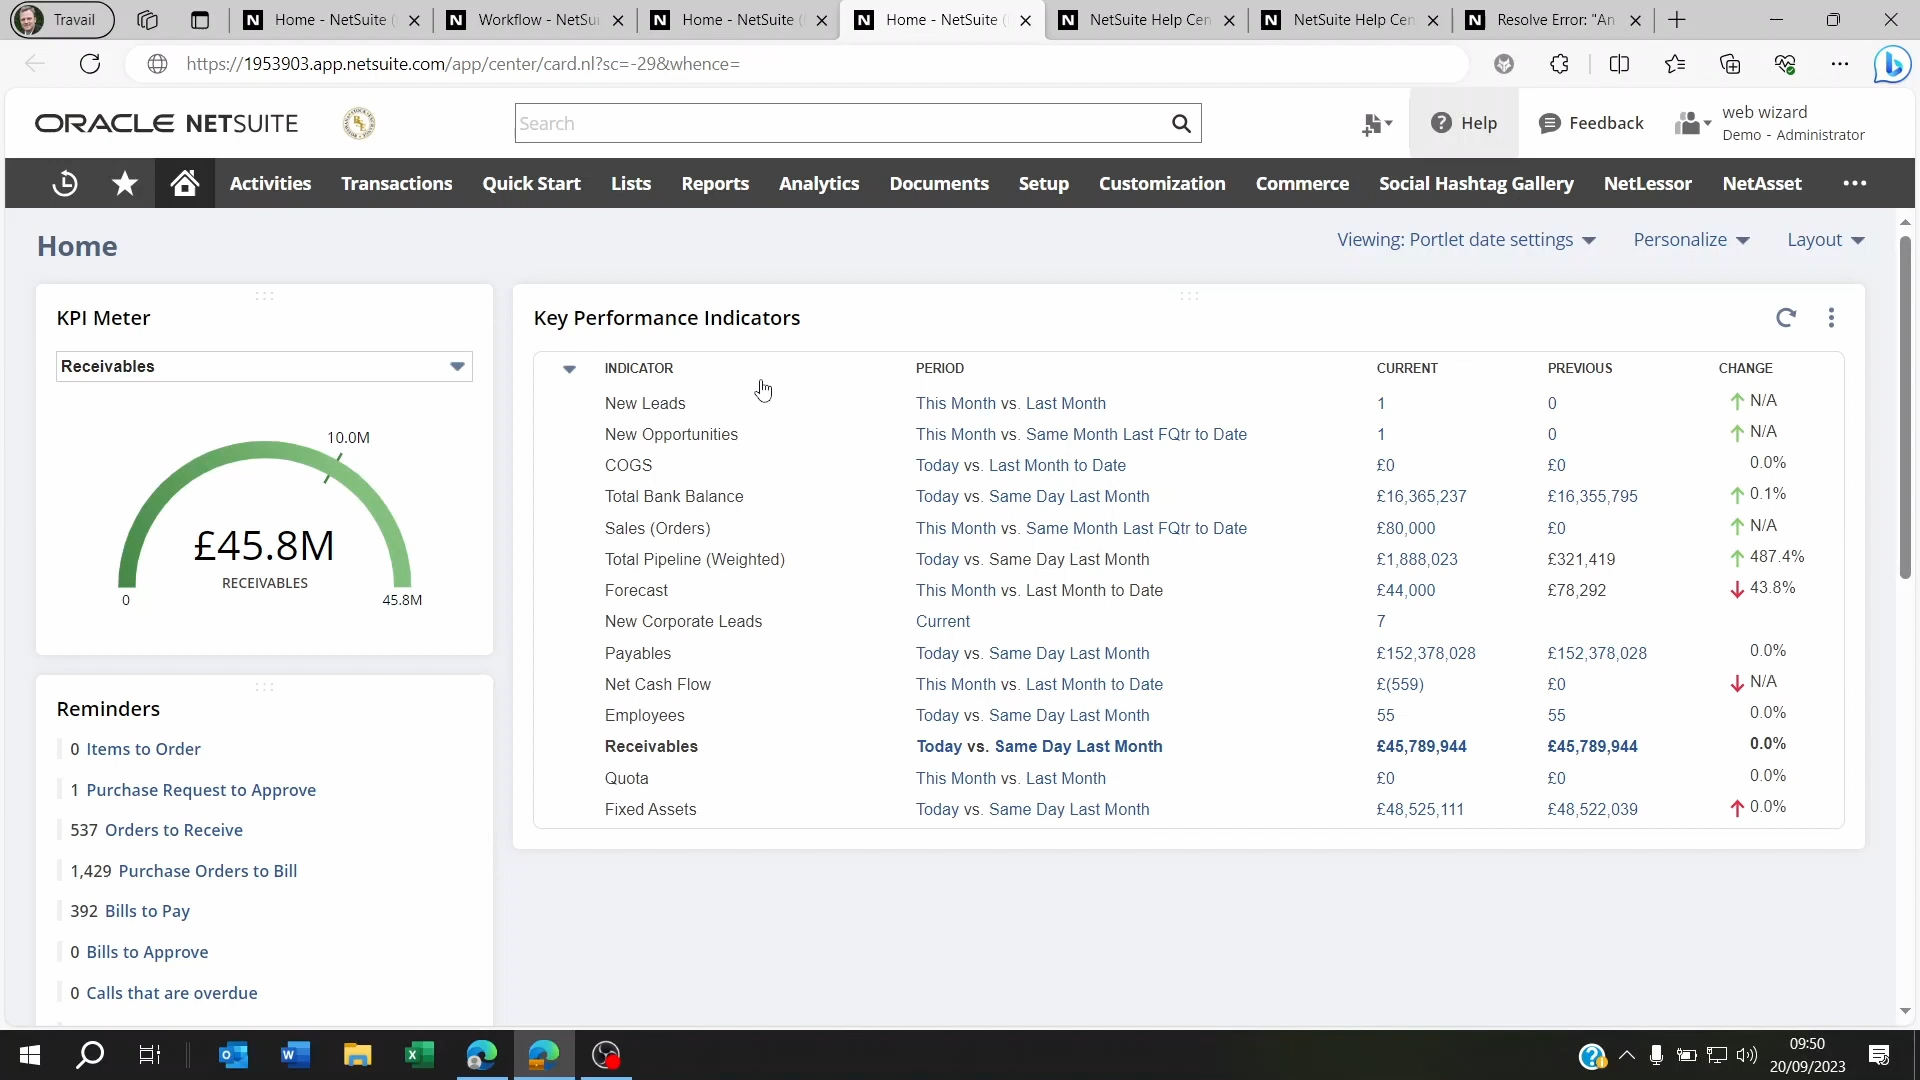 Travail
Home - NetSuite (
Workflow - NetSui
Home - NetSuite (
Home - NetSuite (
NetSuite Help Cen
NetSuite Help Cen
Resolve Error: "An
https://1953903.app.netsuite.com/app/center/card.nl?sc=-29&whence=
ORACLE NETSUITE
Search
Help
Feedback
web wizard
Demo - Administrator
Activities Transactions Quick Start Lists Reports Analytics Documents Setup Customization Commerce Social Hashtag Gallery NetLessor NetAsset
Home
Viewing: Portlet date settings
Personalize
Layout
KPI Meter
Receivables
10.0M
£45.8M
RECEIVABLES
0
45.8M
Reminders
0 Items to Order
1 Purchase Request to Approve
537 Orders to Receive
1,429 Purchase Orders to Bill
392 Bills to Pay
0 Bills to Approve
0 Calls that are overdue
Key Performance Indicators
INDICATOR PERIOD CURRENT PREVIOUS CHANGE
New Leads This Month vs. Last Month 1 0 N/A
New Opportunities This Month vs. Same Month Last FQtr to Date 1 0 N/A
COGS Today vs. Last Month to Date £0 £0 0.0%
Total Bank Balance Today vs. Same Day Last Month £16,365,237 £16,355,795 0.1%
Sales (Orders) This Month vs. Same Month Last FQtr to Date £80,000 £0 N/A
Total Pipeline (Weighted) Today vs. Same Day Last Month £1,888,023 £321,419 487.4%
Forecast This Month vs. Last Month to Date £44,000 £78,292 43.8%
New Corporate Leads Current 7
Payables Today vs. Same Day Last Month £152,378,028 £152,378,028 0.0%
Net Cash Flow This Month vs. Last Month to Date £(559) £0 N/A
Employees Today vs. Same Day Last Month 55 55 0.0%
Receivables Today vs. Same Day Last Month £45,789,944 £45,789,944 0.0%
Quota This Month vs. Last Month £0 £0 0.0%
Fixed Assets Today vs. Same Day Last Month £48,525,111 £48,522,039 0.0%
09:50
20/09/2023